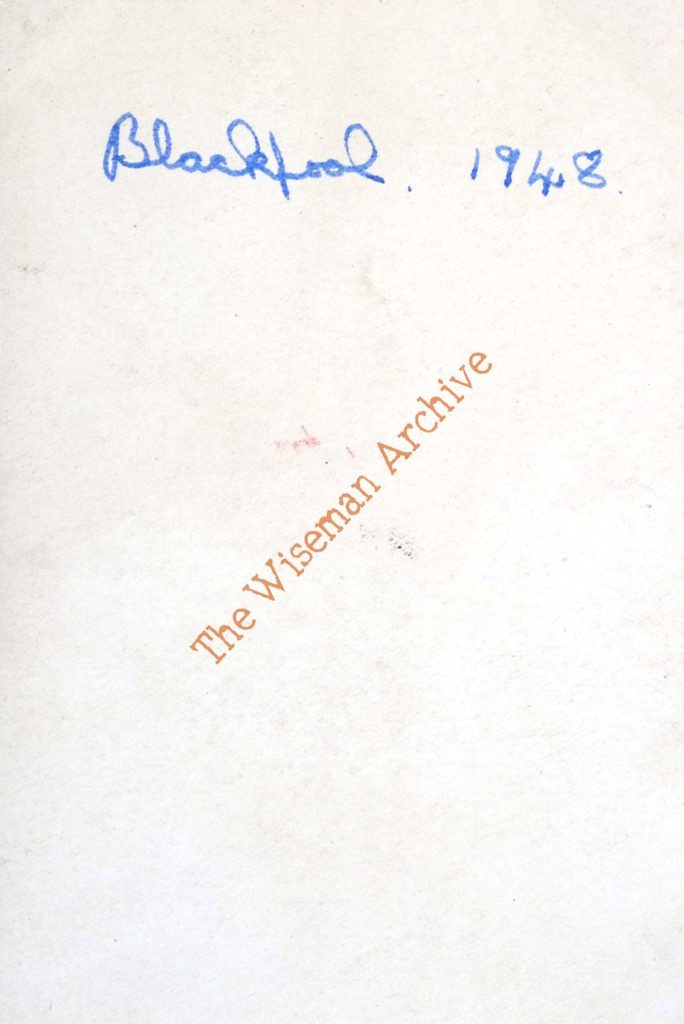 Blackpool. 1948.
The Wiseman Archive